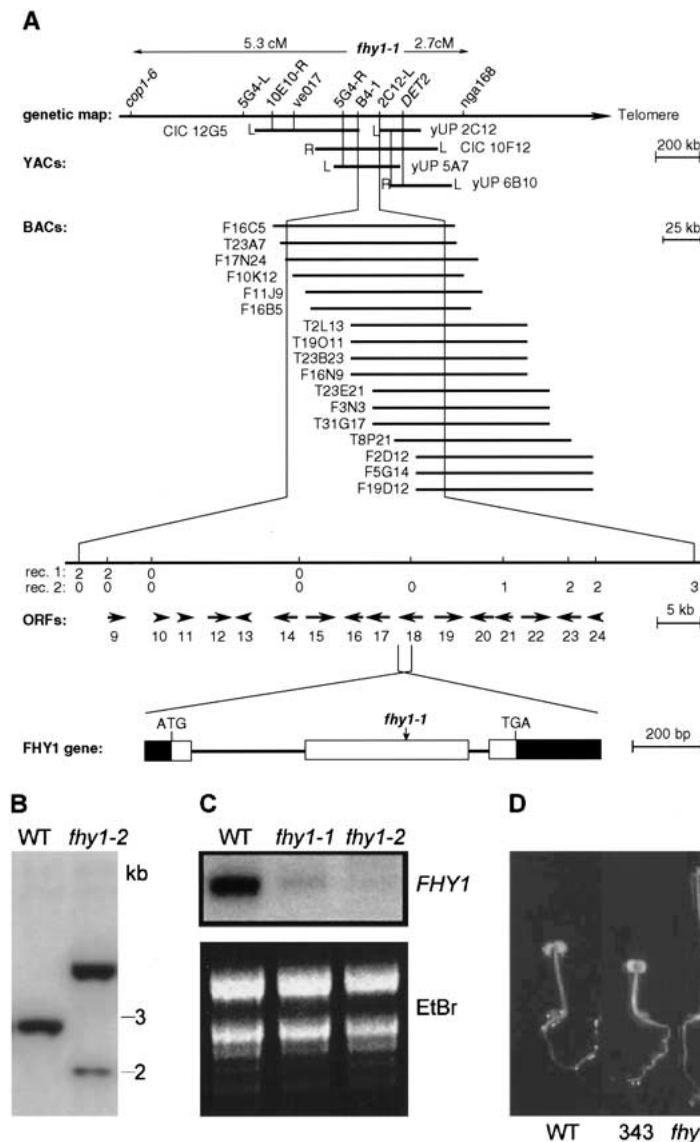 A
5.3 cM fhy1-1 2.7cM
cop1-6 5G4-L 10E10-R ve017 5G4-R B4-1 2C12-L DET2 nga168
genetic map: Telomere
CIC 12G5 L L yUP 2C12
200 kb
R L CIC 10F12
YACs: L yUP 5A7
R L yUP 6B10
BACs: 25 kb
F16C5
T23A7
F17N24
F10K12
F11J9
F16B5
T2L13
T19O11
T23B23
F16N9
T23E21
F3N3
T31G17
T8P21
F2D12
F5G14
F19D12
rec. 1: 2 2 0 0
rec. 2: 0 0 0 0 0 1 2 2 3
ORFs: 5 kb
9 10 11 12 13 14 15 16 17 18 19 20 21 22 23 24
ATG fhy1-1 TGA
FHY1 gene: 200 bp
B C D
WT fhy1-2 WT fhy1-1 fhy1-2
kb
FHY1
3
EtBr
2
WT 343 fhy